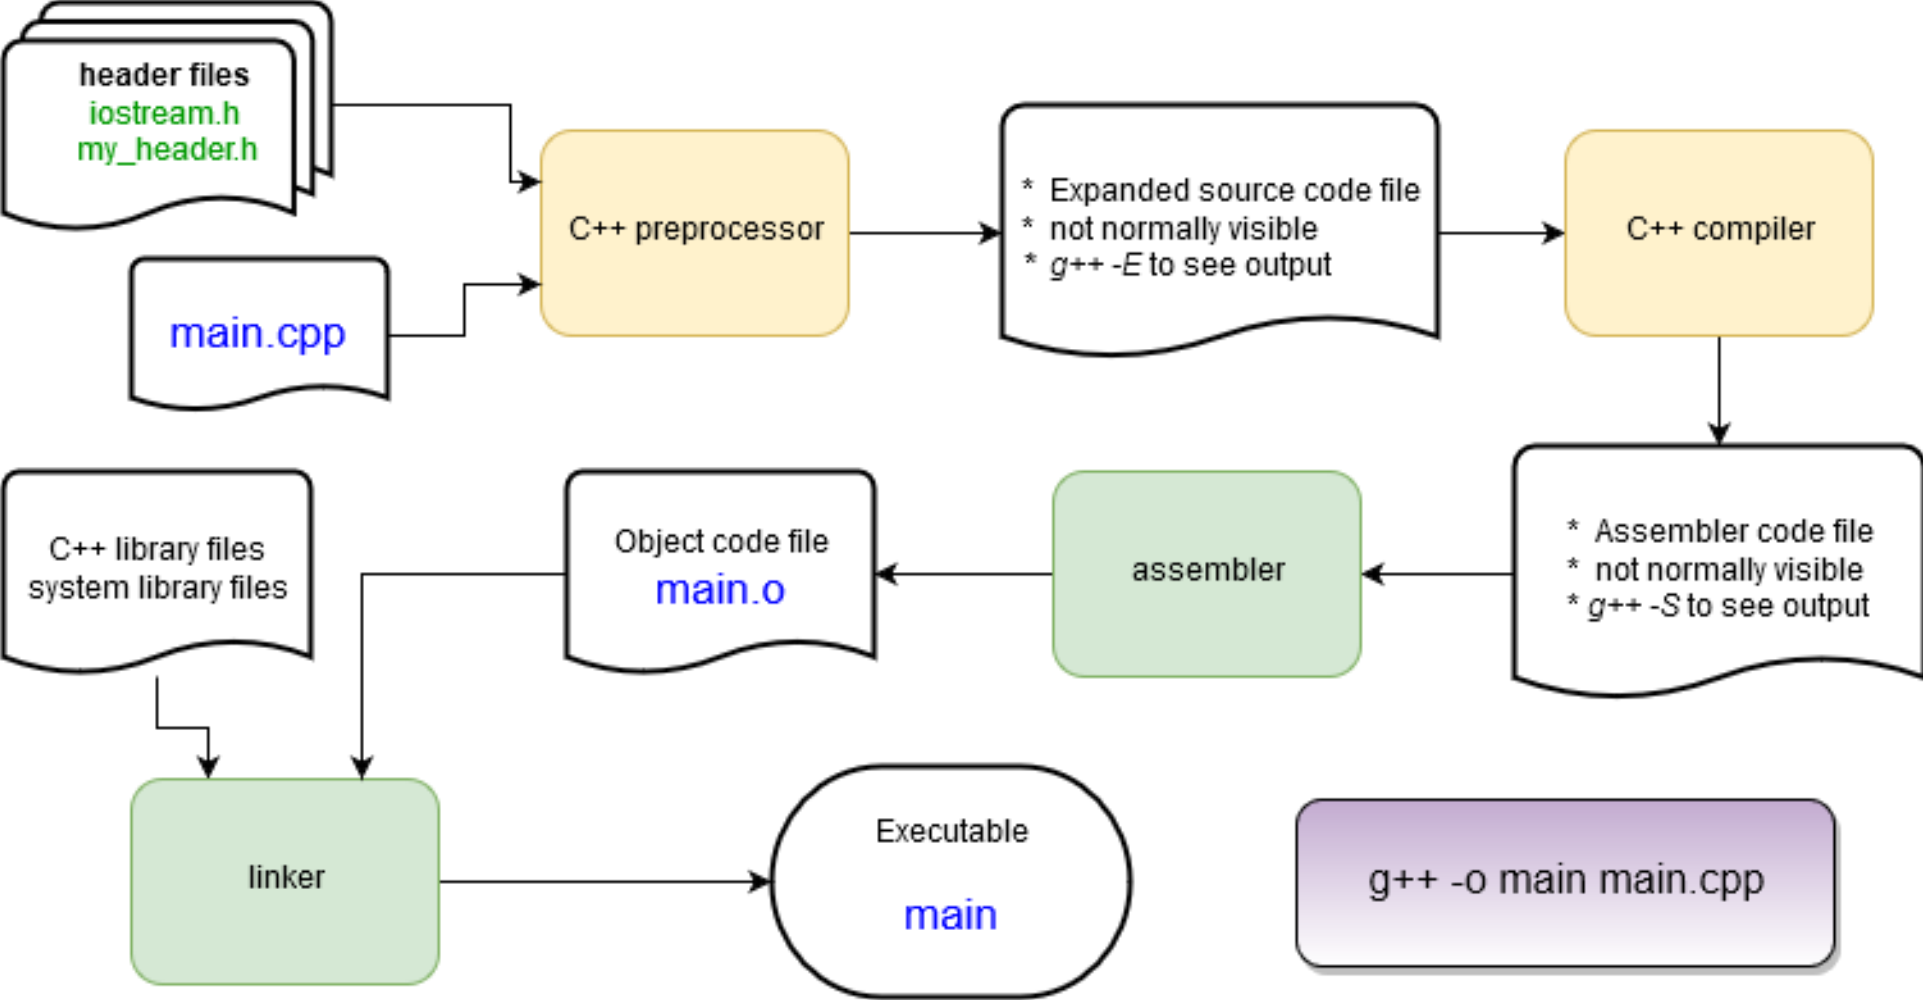 header files
iostream.h
my_header.h
main.cpp
C++ preprocessor
* Expanded source code file
* not normally visible
* g++ -E to see output
C++ compiler
C++ library files
system library files
Object code file
main.o
assembler
* Assembler code file
* not normally visible
* g++ -S to see output
linker
Executable
main
g++ -o main main.cpp